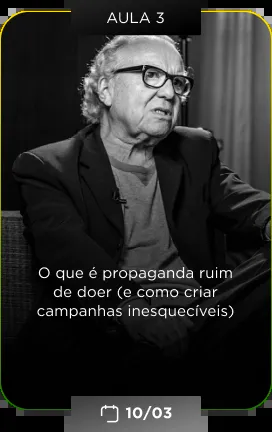 AULA 3
O que é propaganda ruim
de doer (e como criar
campanhas inesquecíveis)
10/03